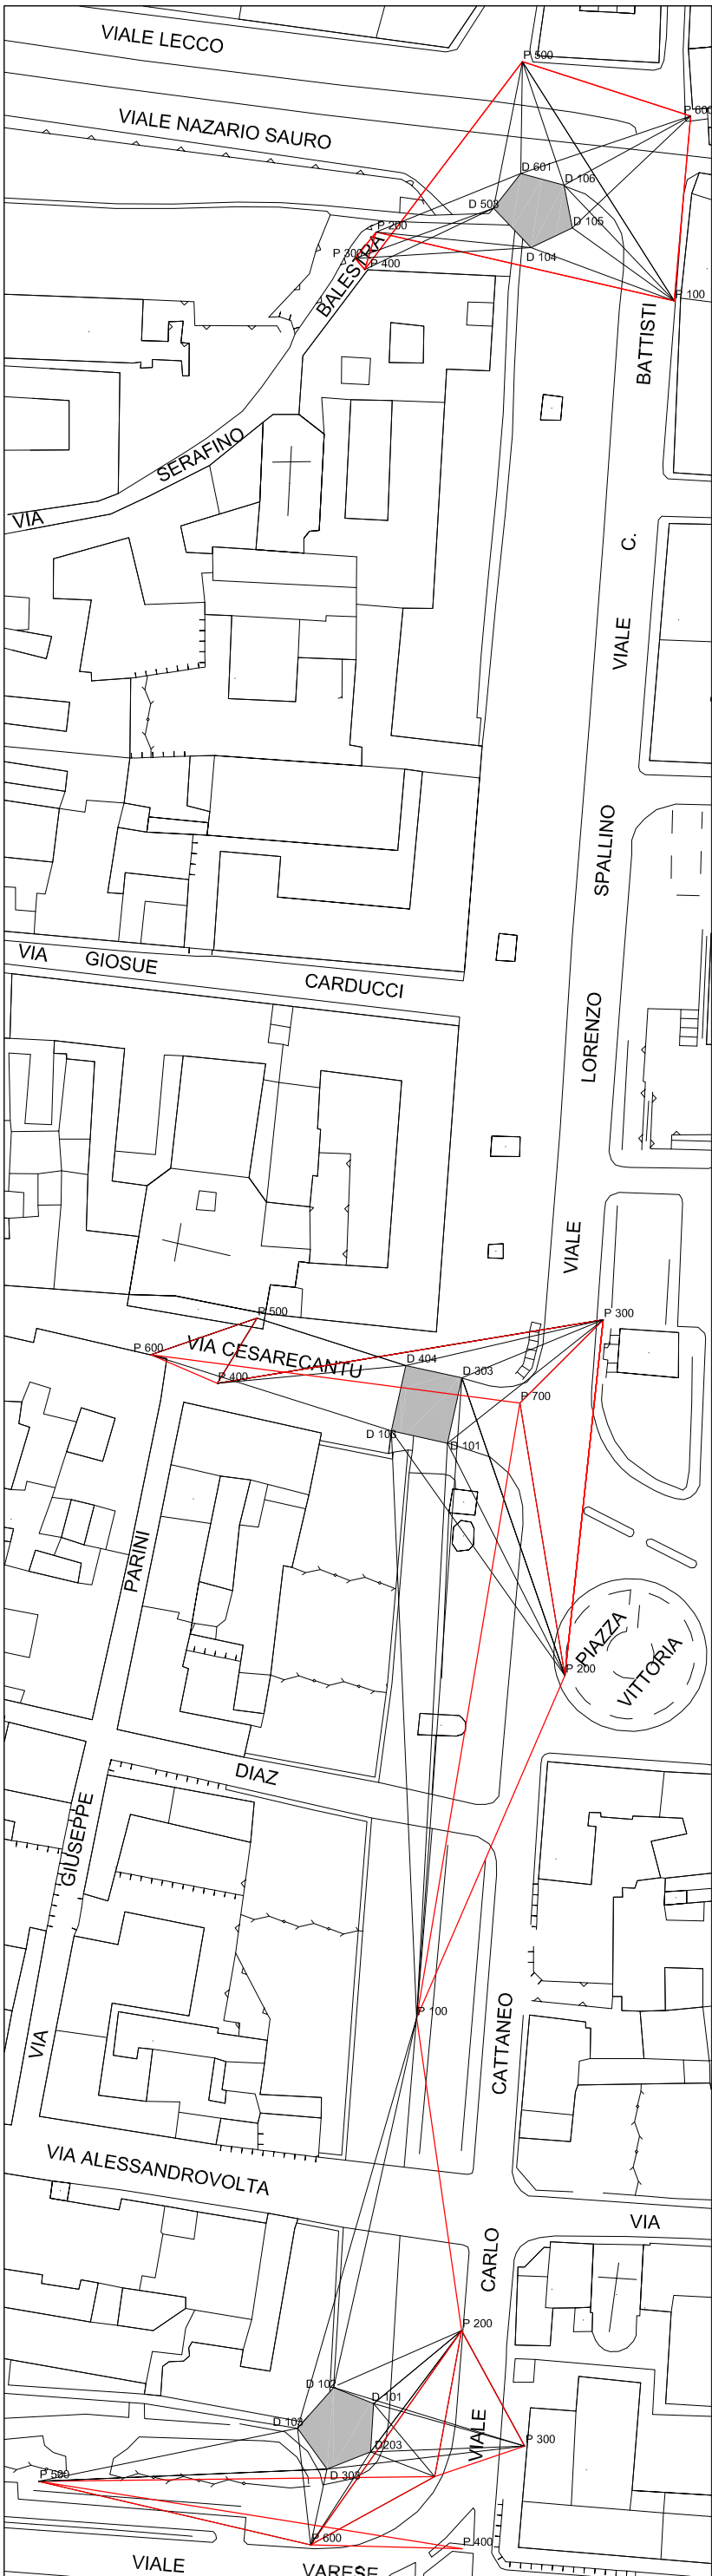 VIALE LECCO
P 500
VIALE NAZARIO SAURO
P 600
D 601
D 106
D 503
D 105
P 200
P 300
P 400
D 104
BALESTRA
P 100
BATTISTI
SERAFINO
VIA
C.
VIALE
SPALLINO
VIA GIOSUE CARDUCCI
LORENZO
VIALE
P 500
P 300
P 600
VIA CESARECANTU
D 404
P 400
D 303
P 700
D 103
D 101
PARINI
PIAZZA
VITTORIA
P 200
DIAZ
GIUSEPPE
P 100
CATTANEO
VIA
VIA ALESSANDROVOLTA
VIA
CARLO
P 200
D 102
D 101
D 103
VIALE
D203
P 300
P 500
D 303
P 600
P 400
VIALE VARESE